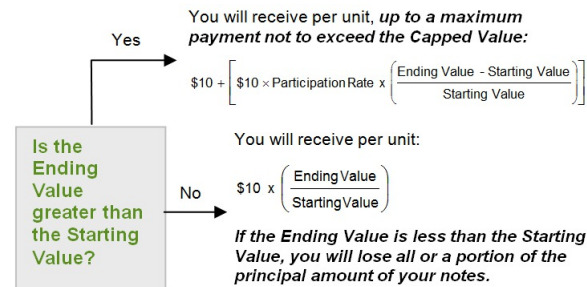 You will receive per unit, up to a maximum
payment not to exceed the Capped Value:
Yes
$10 + [$10 × Participation Rate x (Ending Value - Starting Value
Starting Value)]
Is the
Ending
Value
greater than
the Starting
Value?
No
You will receive per unit:
$10 x (Ending Value
Starting Value)
If the Ending Value is less than the Starting
Value, you will lose all or a portion of the
principal amount of your notes.